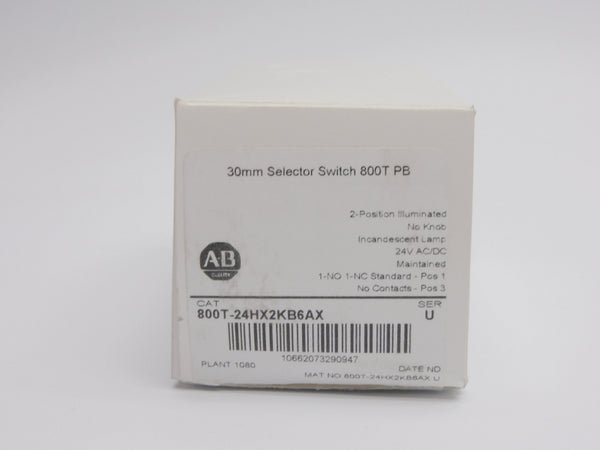 30mm Selector Switch 800T PB
2-Position Illuminated
No Knob
Incandescent Lamp
24V AC/DC
Maintained
1-NO 1-NC Standard - Pos 1
No Contacts - Pos 3
AB
QUALITY
CAT
SER
800T-24HX2KB6AX
U
10662073290947
PLANT 1080
DATE ND
MAT NO 800T-24HX2KB6AX U